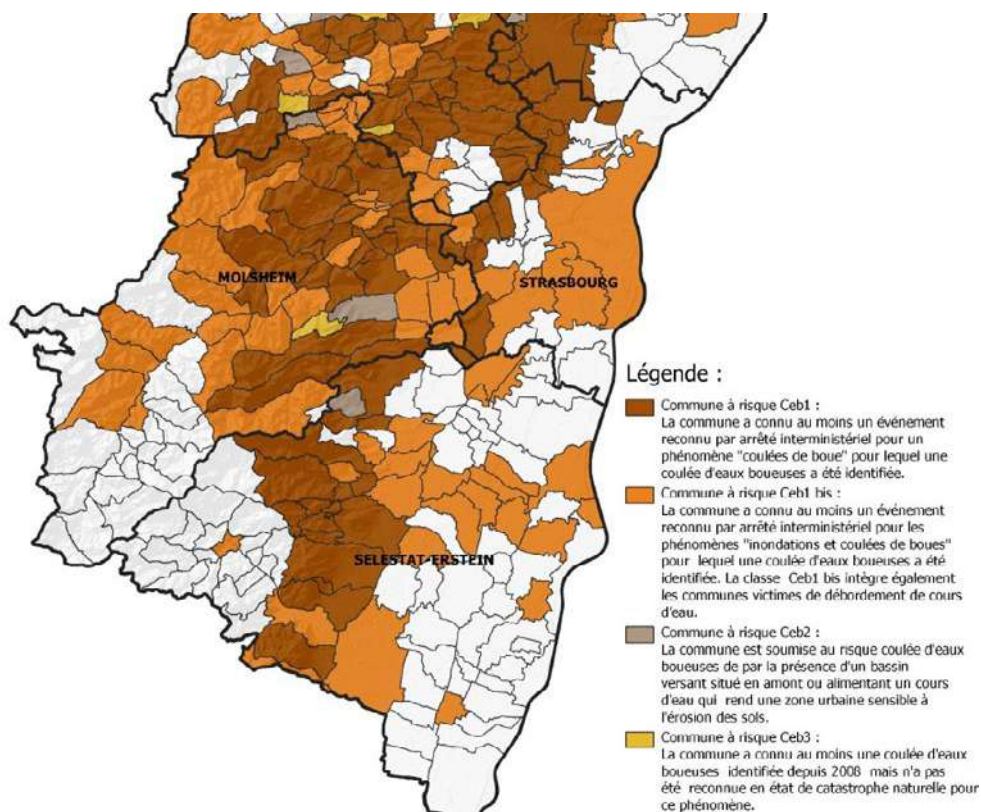 MOLSHEIM
STRASBOURG
SELESTAT-ERSTEIN
Légende :
Commune à risque Ceb1 :
La commune a connu au moins un événement
reconnu par arrêté interministériel pour un
phénomène "coulées de boue" pour lequel une
coulée d'eaux boueuses a été identifiée.
Commune à risque Ceb1 bis :
La commune a connu au moins un événement
reconnu par arrêté interministériel pour les
phénomènes "inondations et coulées de boues"
pour lequel une coulée d'eaux boueuses a été
identifiée. La classe Ceb1 bis intègre également
les communes victimes de débordement de cours
d'eau.
Commune à risque Ceb2 :
La commune est soumise au risque coulée d'eaux
boueuses de par la présence d'un bassin
versant situé en amont ou alimentant un cours
d'eau qui rend une zone urbaine sensible à
l'érosion des sols.
Commune à risque Ceb3 :
La commune a connu au moins une coulée d'eaux
boueuses identifiée depuis 2008 mais n'a pas
été reconnue en état de catastrophe naturelle pour
ce phénomène.